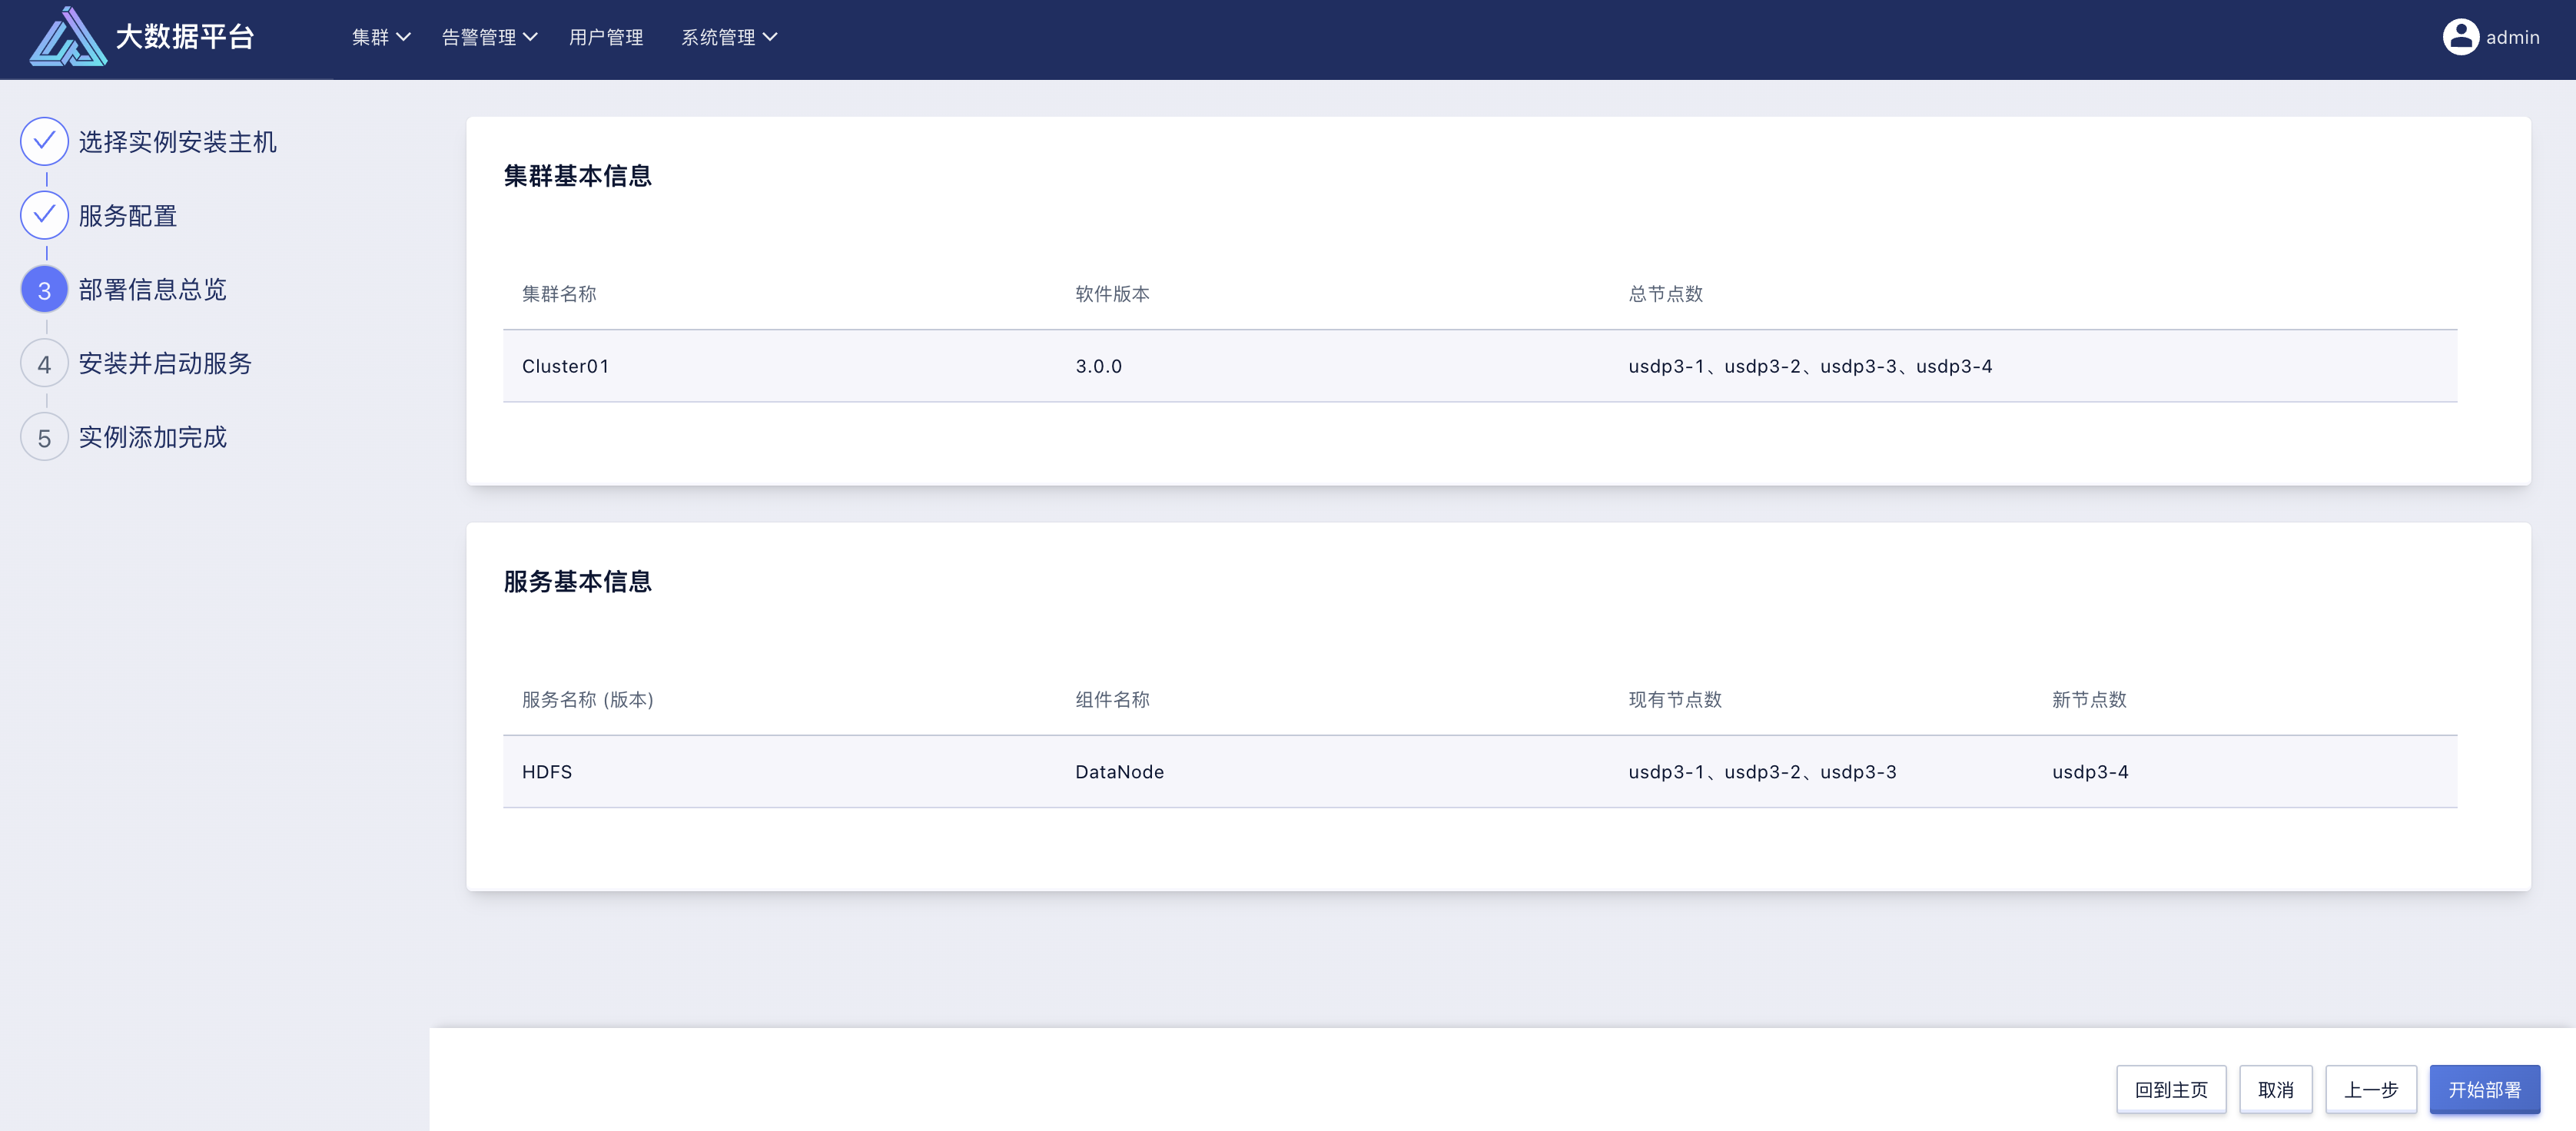 大数据平台 集群 告警管理 用户管理 系统管理 admin
选择实例安装主机
服务配置
3 部署信息总览
4 安装并启动服务
5 实例添加完成
集群基本信息
集群名称 软件版本 总节点数
Cluster01 3.0.0 usdp3-1、usdp3-2、usdp3-3、usdp3-4
服务基本信息
服务名称 (版本) 组件名称 现有节点数 新节点数
HDFS DataNode usdp3-1、usdp3-2、usdp3-3 usdp3-4
回到主页 取消 上一步 开始部署